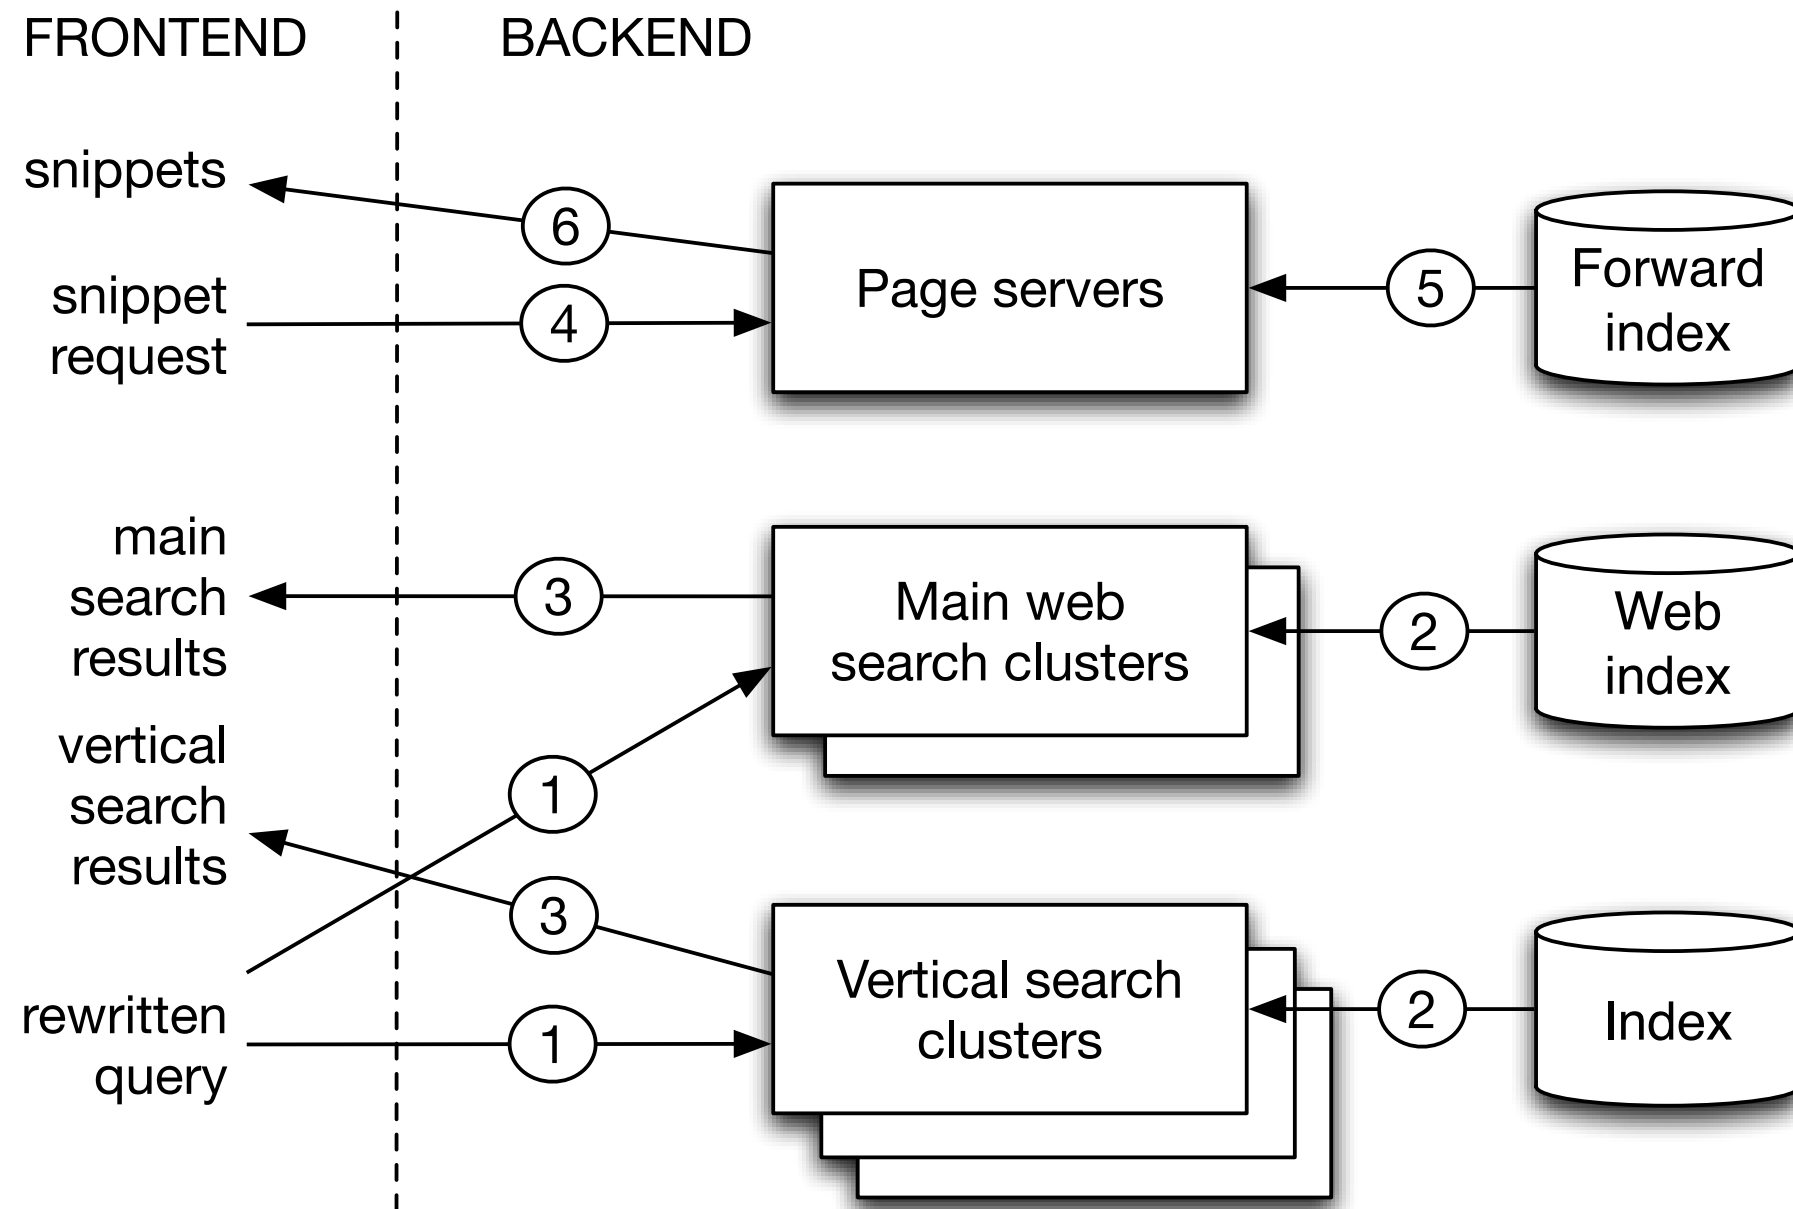 FRONTEND
BACKEND
snippets
6
snippet
request
4
Page servers
5
Forward
index
main
search
results
3
Main web
search clusters
2
Web
index
vertical
search
results
1
3
rewritten
query
1
Vertical search
clusters
2
Index